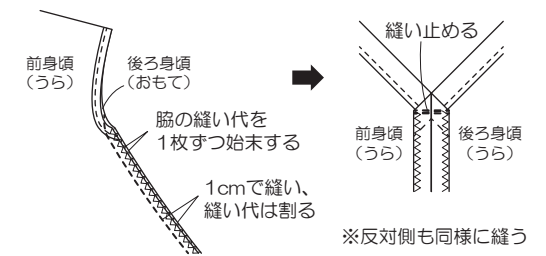 前身頃
（うら）
後ろ身頃
（おもて）
脇の縫い代を
1枚ずつ始末する
1cmで縫い、
縫い代は割る
縫い止める
前身頃
（うら）
後ろ身頃
（うら）
※反対側も同様に縫う